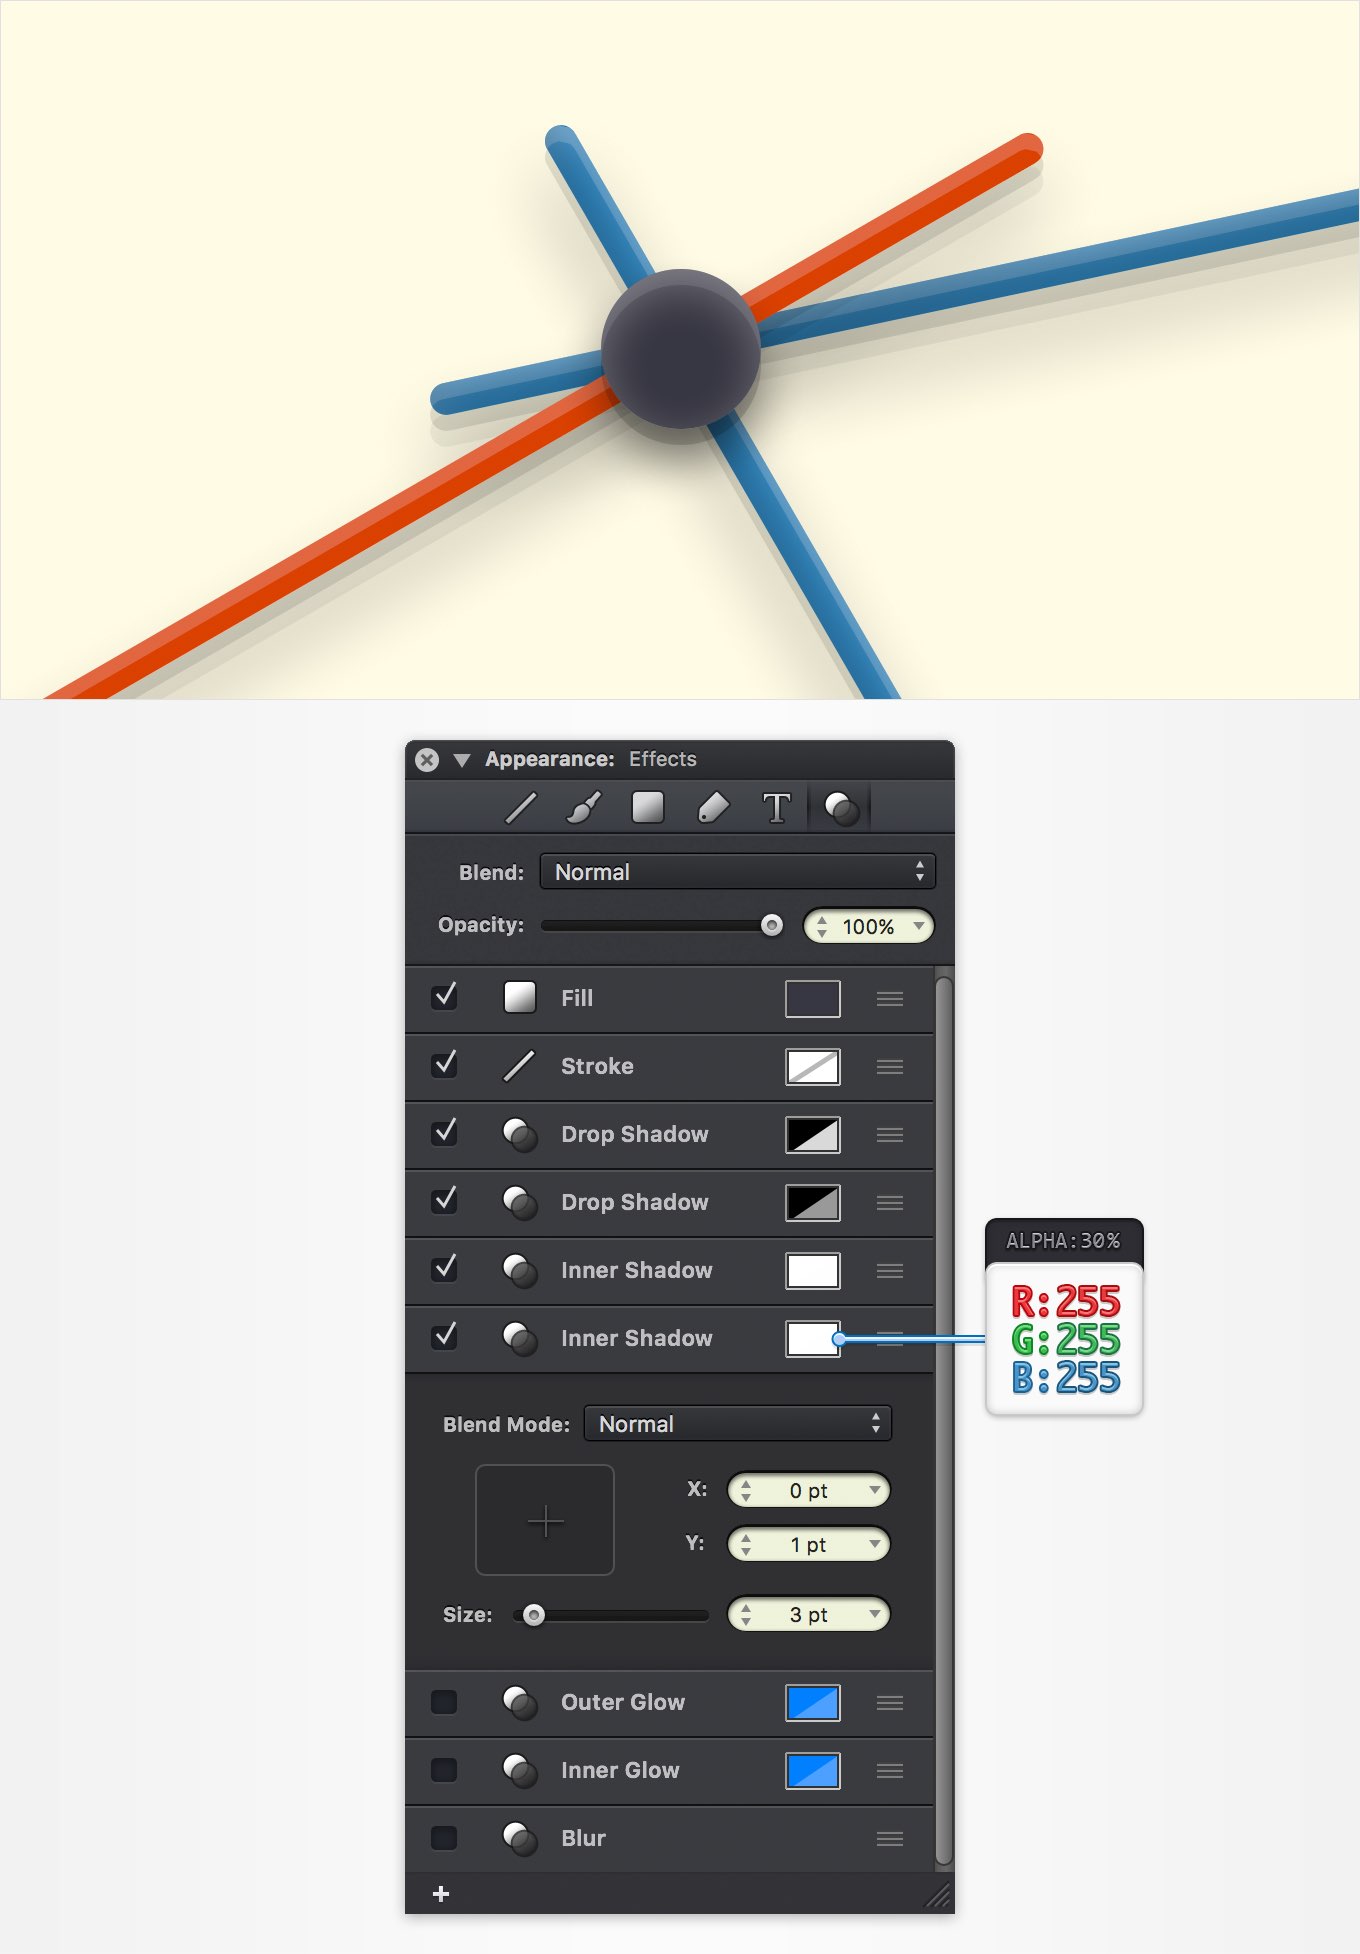 Appearance: Effects
T
Blend: Normal
Opacity: 100%
Fill
Stroke
Drop Shadow
Drop Shadow
Inner Shadow
Inner Shadow
ALPHA:30%
R:255
G:255
B:255
Blend Mode: Normal
X: 0 pt
Y: 1 pt
Size: 3 pt
Outer Glow
Inner Glow
Blur